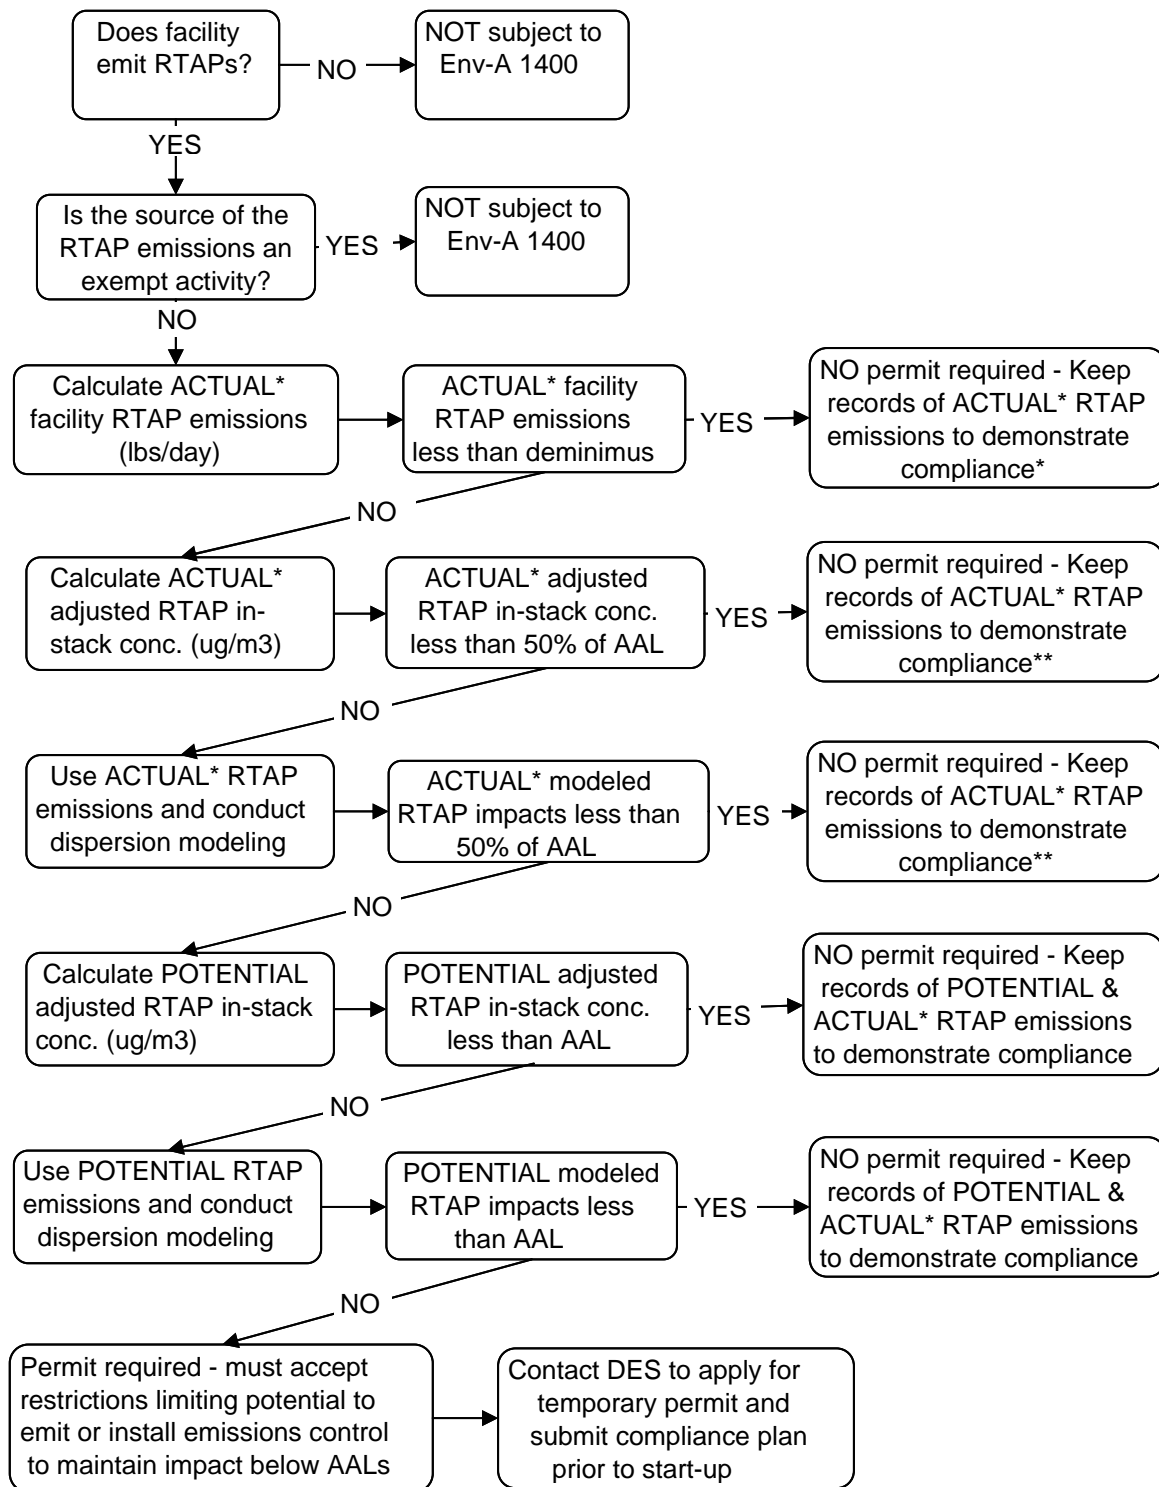 Does facility
emit RTAPs?
NO
NOT subject to
Env-A 1400
YES
Is the source of the
RTAP emissions an
exempt activity?
YES
NOT subject to
Env-A 1400
NO
Calculate ACTUAL*
facility RTAP emissions
(lbs/day)
ACTUAL* facility
RTAP emissions
less than deminimus
YES
NO permit required - Keep
records of ACTUAL* RTAP
emissions to demonstrate
compliance*
NO
Calculate ACTUAL*
adjusted RTAP in-
stack conc. (ug/m3)
ACTUAL* adjusted
RTAP in-stack conc.
less than 50% of AAL
YES
NO permit required - Keep
records of ACTUAL* RTAP
emissions to demonstrate
compliance**
NO
Use ACTUAL* RTAP
emissions and conduct
dispersion modeling
ACTUAL* modeled
RTAP impacts less than
50% of AAL
YES
NO permit required - Keep
records of ACTUAL* RTAP
emissions to demonstrate
compliance**
NO
Calculate POTENTIAL
adjusted RTAP in-stack
conc. (ug/m3)
POTENTIAL adjusted
RTAP in-stack conc.
less than AAL
YES
NO permit required - Keep
records of POTENTIAL &
ACTUAL* RTAP emissions
to demonstrate compliance
NO
Use POTENTIAL RTAP
emissions and conduct
dispersion modeling
POTENTIAL modeled
RTAP impacts less
than AAL
YES
NO permit required - Keep
records of POTENTIAL &
ACTUAL* RTAP emissions
to demonstrate compliance
NO
Permit required - must accept
restrictions limiting potential to
emit or install emissions control
to maintain impact below AALs
Contact DES to apply for
temporary permit and
submit compliance plan
prior to start-up